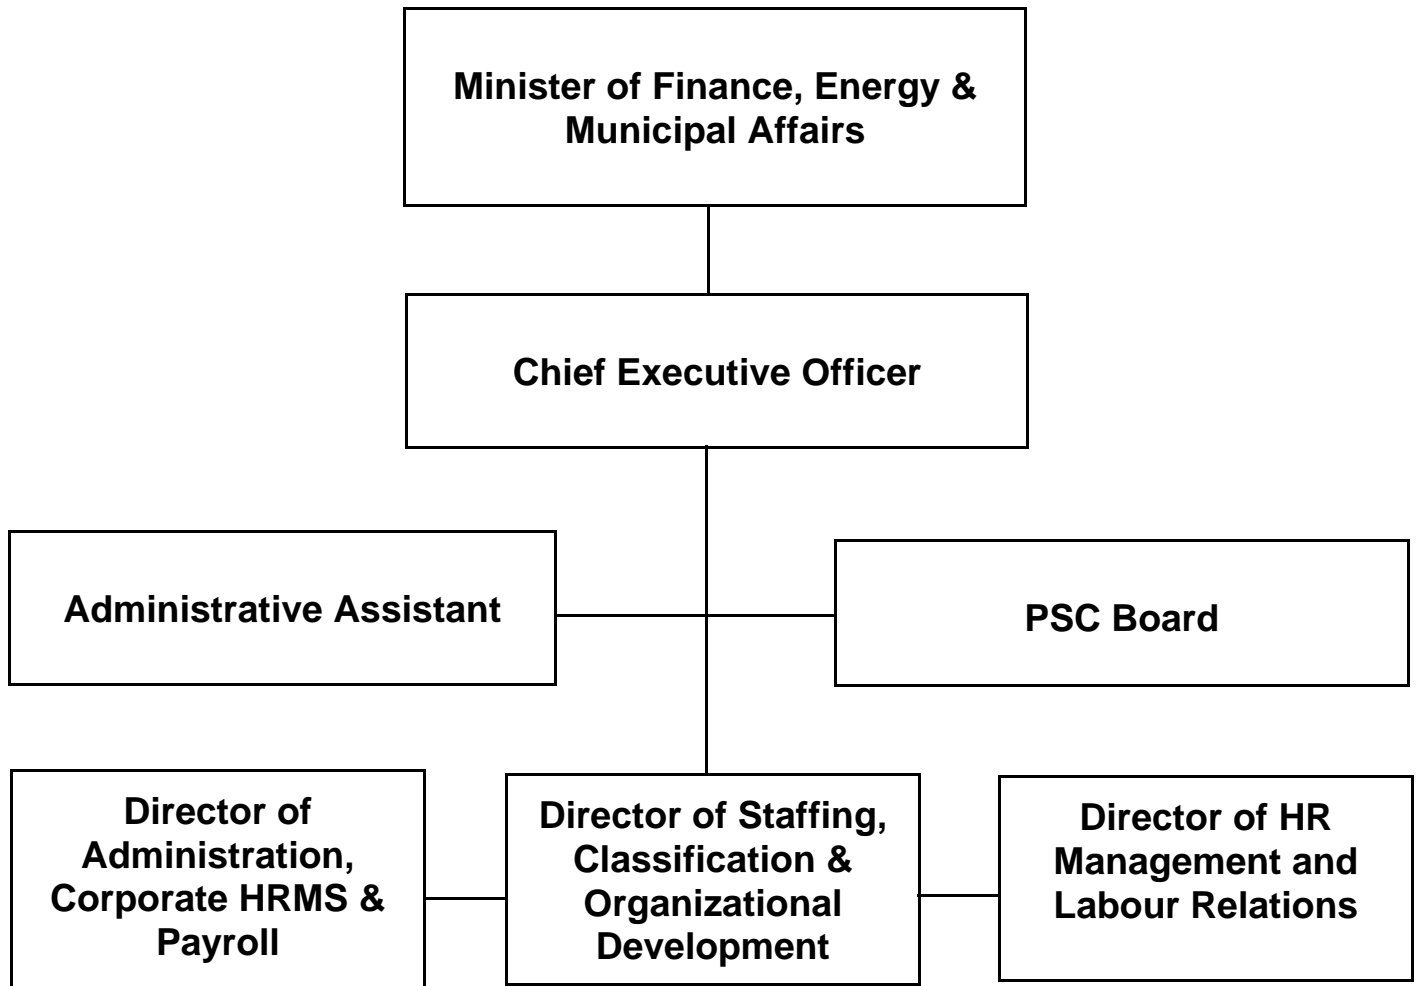 Minister of Finance, Energy &
Municipal Affairs
Chief Executive Officer
Administrative Assistant
PSC Board
Director of
Administration,
Corporate HRMS &
Payroll
Director of Staffing,
Classification &
Organizational
Development
Director of HR
Management and
Labour Relations